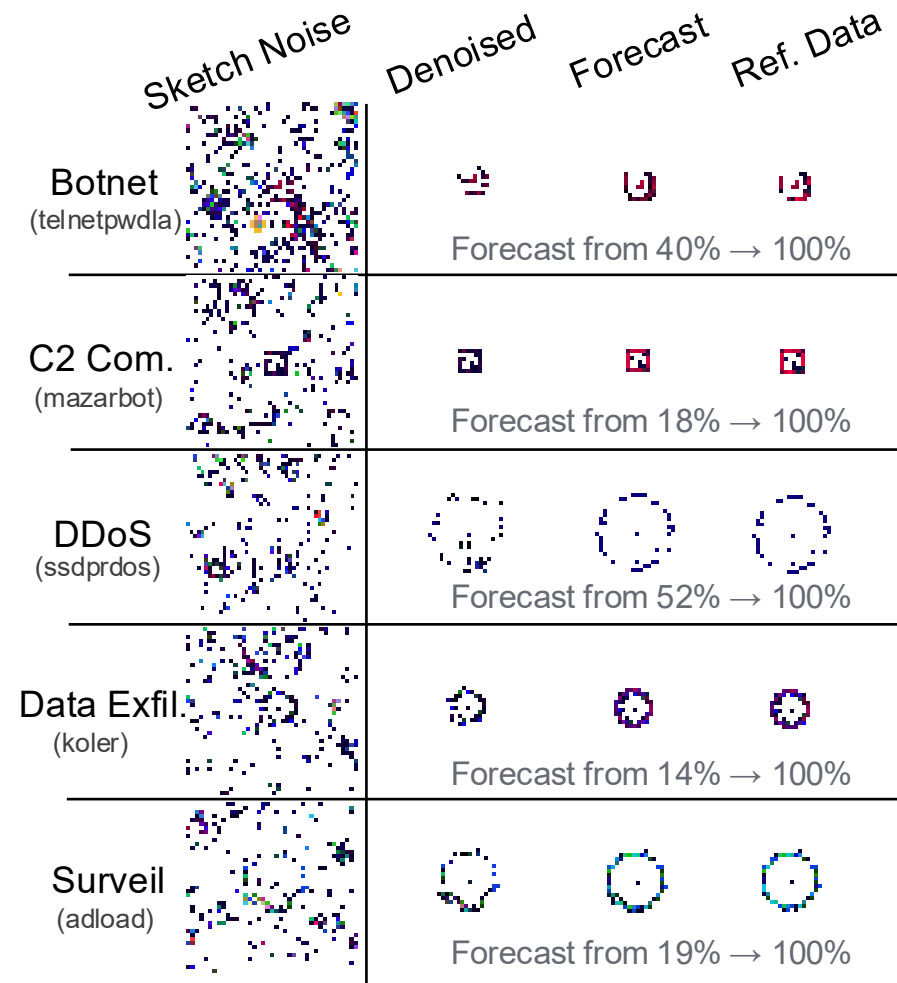 Sketch Noise
Denoised
Forecast
Ref. Data
Botnet
(telnetpwdla)
Forecast from 40% → 100%
C2 Com.
(mazarbot)
Forecast from 18% → 100%
DDoS
(ssdprdos)
Forecast from 52% → 100%
Data Exfil.
(koler)
Forecast from 14% → 100%
Surveil
(adload)
Forecast from 19% → 100%